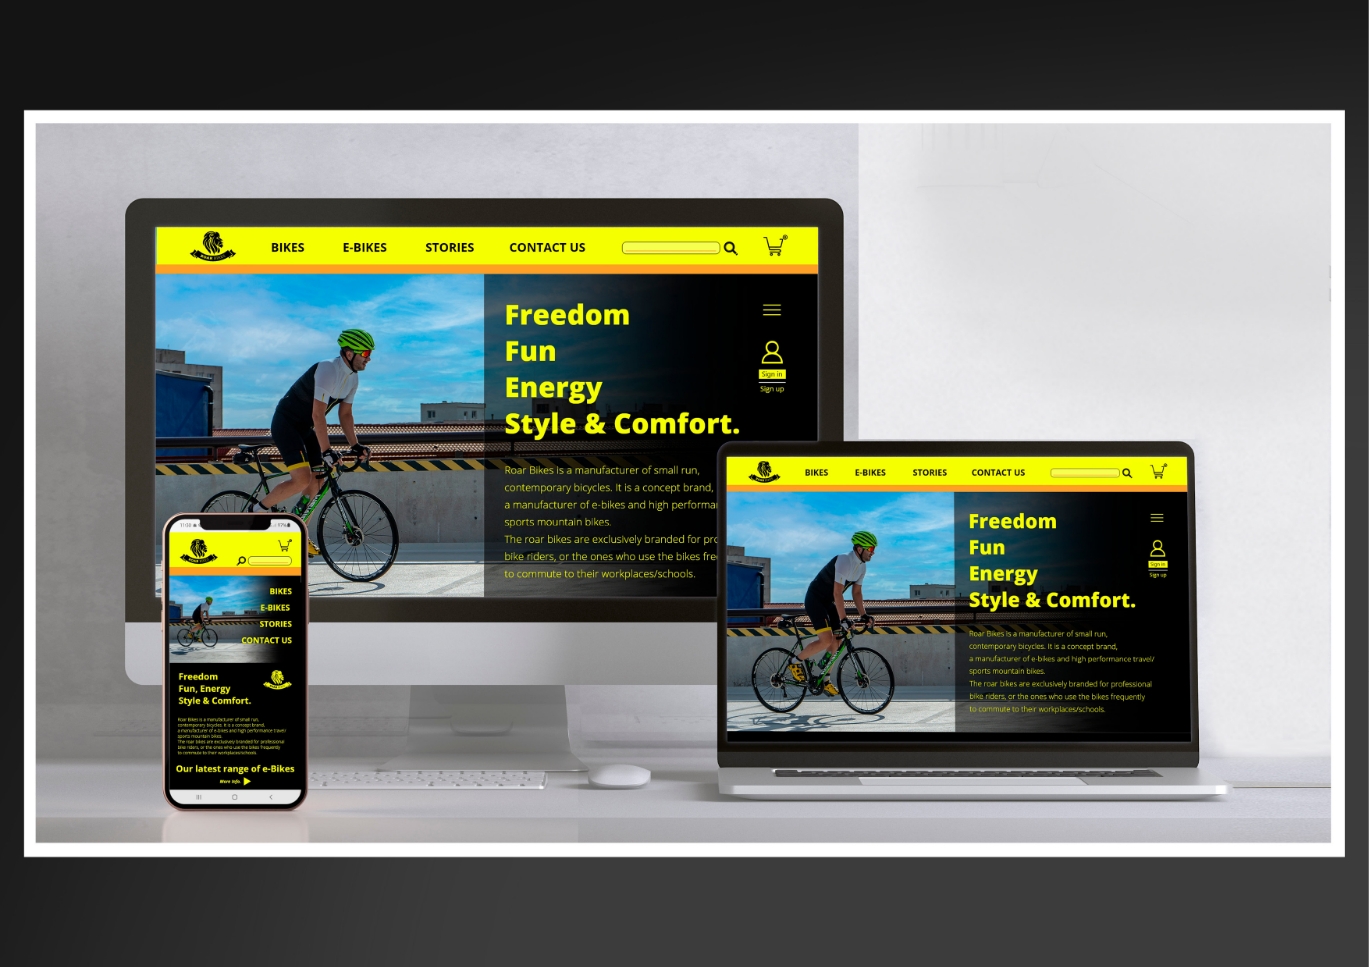 BIKES E-BIKES STORIES CONTACT US
Freedom
Fun
Energy
Style & Comfort.
Sign in
Sign up
Roar Bikes is a manufacturer of small run,
contemporary bicycles. It is a concept brand,
a manufacturer of e-bikes and high performa
sports mountain bikes.
The roar bikes are exclusively branded for pro
bike riders, or the ones who use the bikes fre
to commute to their workplaces/schools.
BIKES
E-BIKES
STORIES
CONTACT US
Freedom
Fun, Energy
Style & Comfort.
Roar Bikes is a manufacturer of small run,
contemporary bicycles. It is a concept brand,
a manufacturer of e-bikes and high performance travel/
sports mountain bikes.
The roar bikes are exclusively branded for professional
bike riders, or the ones who use the bikes frequently
to commute to their workplaces/schools.
Our latest range of e-Bikes
More Info
BIKES E-BIKES STORIES CONTACT US
Freedom
Fun
Energy
Style & Comfort.
Sign in
Sign up
Roar Bikes is a manufacturer of small run,
contemporary bicycles. It is a concept brand,
a manufacturer of e-bikes and high performance travel/
sports mountain bikes.
The roar bikes are exclusively branded for professional
bike riders, or the ones who use the bikes frequently
to commute to their workplaces/schools.